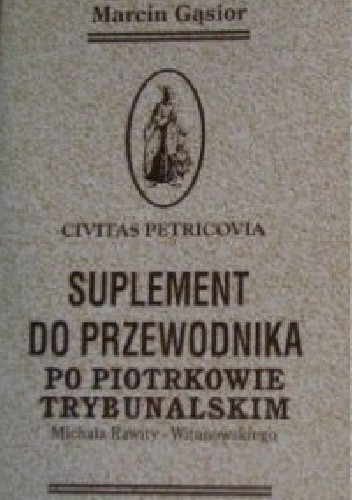 Marcin Gąsior
CIVITAS PETRICOVIA
SUPLEMENT
DO PRZEWODNIKA
PO PIOTRKOWIE
TRYBUNALSKIM
Michała Rawity - Witanowskiego